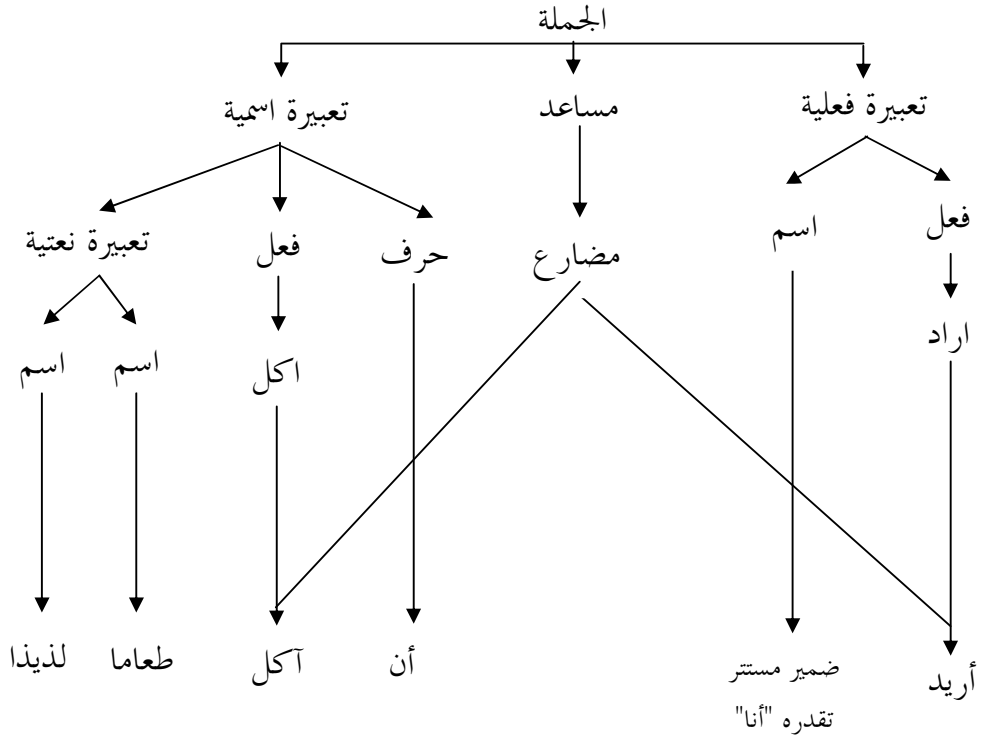 الجملة
تعبيرة فعلية
مساعد
تعبيرة اسمية
فعل
اسم
مضارع
حرف
فعل
تعبيرة نعتية
اراد
اكل
اسم
اسم
أريد
ضمير مستتر
تقدره "أنا"
أن
آكل
طعاما
لذيذا